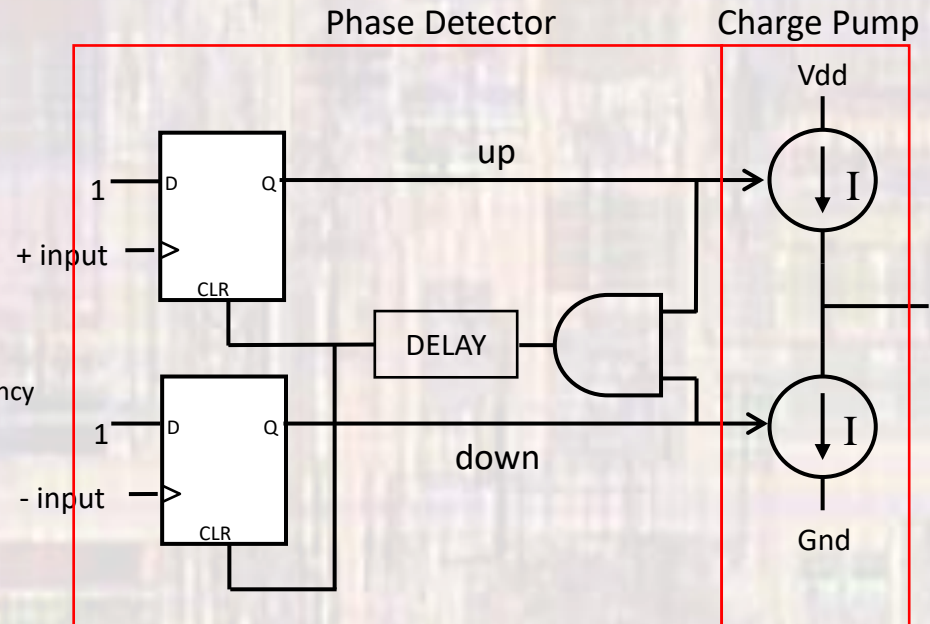 Phase Detector
Charge Pump
Vdd
up
1
D
Q
I
+ input
CLR
DELAY
ncy
1
D
Q
I
down
- input
CLR
Gnd